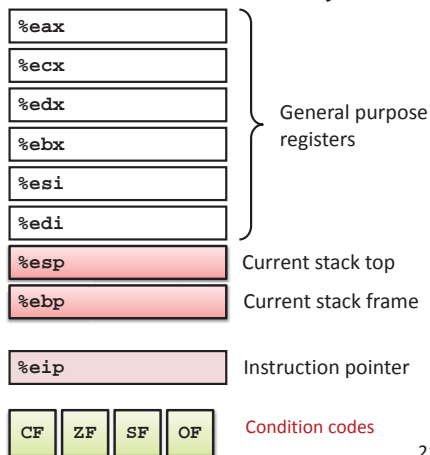 %eax
%ecx
%edx
%ebx
%esi
%edi
General purpose
registers
%esp Current stack top
%ebp Current stack frame
%eip Instruction pointer
CF ZF SF OF Condition codes